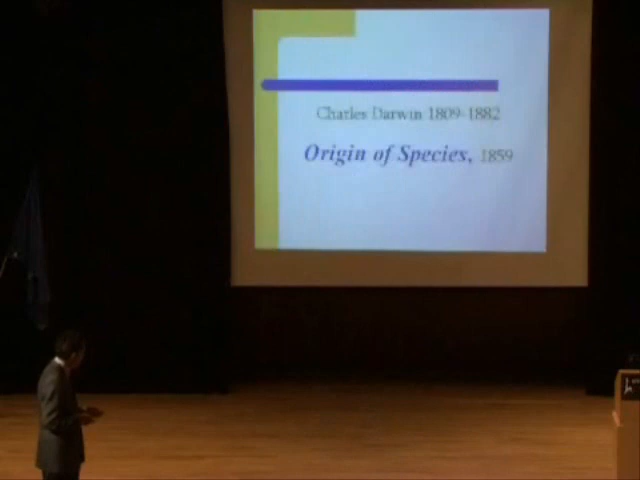 Charles Darwin 1809-1882
Origin of Species, 1859